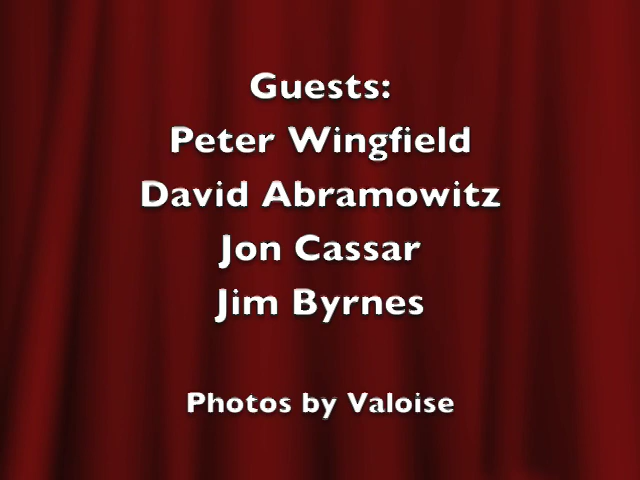 Guests:
Peter Wingfield
David Abramowitz
Jon Cassar
Jim Byrnes
Photos by Valoise